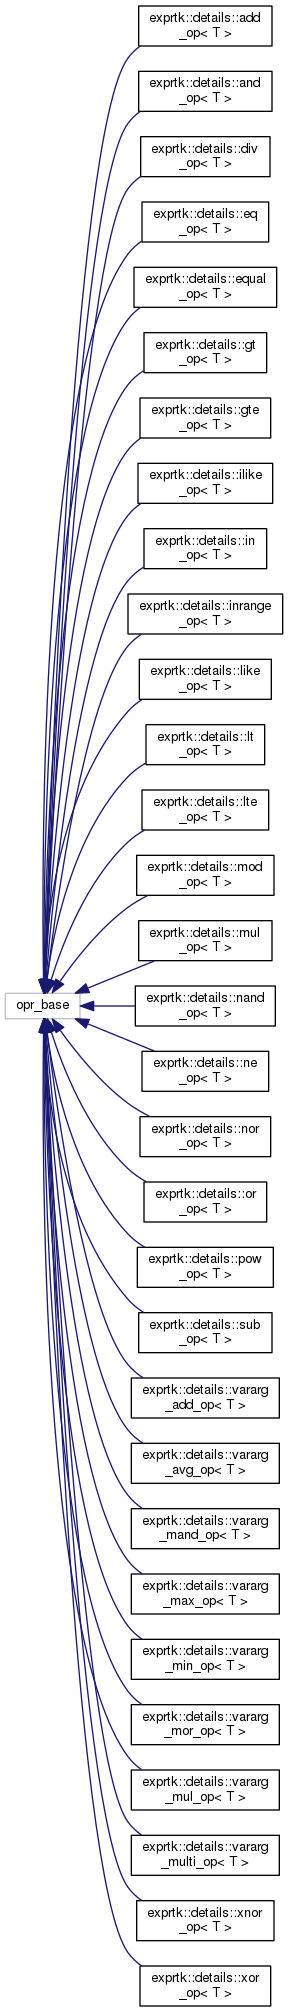 exprtk::details::add
_op< T >
exprtk::details::and
_op< T >
exprtk::details::div
_op< T >
exprtk::details::eq
_op< T >
exprtk::details::equal
_op< T >
exprtk::details::gt
_op< T >
exprtk::details::gte
_op< T >
exprtk::details::ilike
_op< T >
exprtk::details::in
_op< T >
exprtk::details::inrange
_op< T >
exprtk::details::like
_op< T >
exprtk::details::lt
_op< T >
exprtk::details::lte
_op< T >
exprtk::details::mod
_op< T >
exprtk::details::mul
_op< T >
opr_base
exprtk::details::nand
_op< T >
exprtk::details::ne
_op< T >
exprtk::details::nor
_op< T >
exprtk::details::or
_op< T >
exprtk::details::pow
_op< T >
exprtk::details::sub
_op< T >
exprtk::details::vararg
_add_op< T >
exprtk::details::vararg
_avg_op< T >
exprtk::details::vararg
_mand_op< T >
exprtk::details::vararg
_max_op< T >
exprtk::details::vararg
_min_op< T >
exprtk::details::vararg
_mor_op< T >
exprtk::details::vararg
_mul_op< T >
exprtk::details::vararg
_multi_op< T >
exprtk::details::xnor
_op< T >
exprtk::details::xor
_op< T >